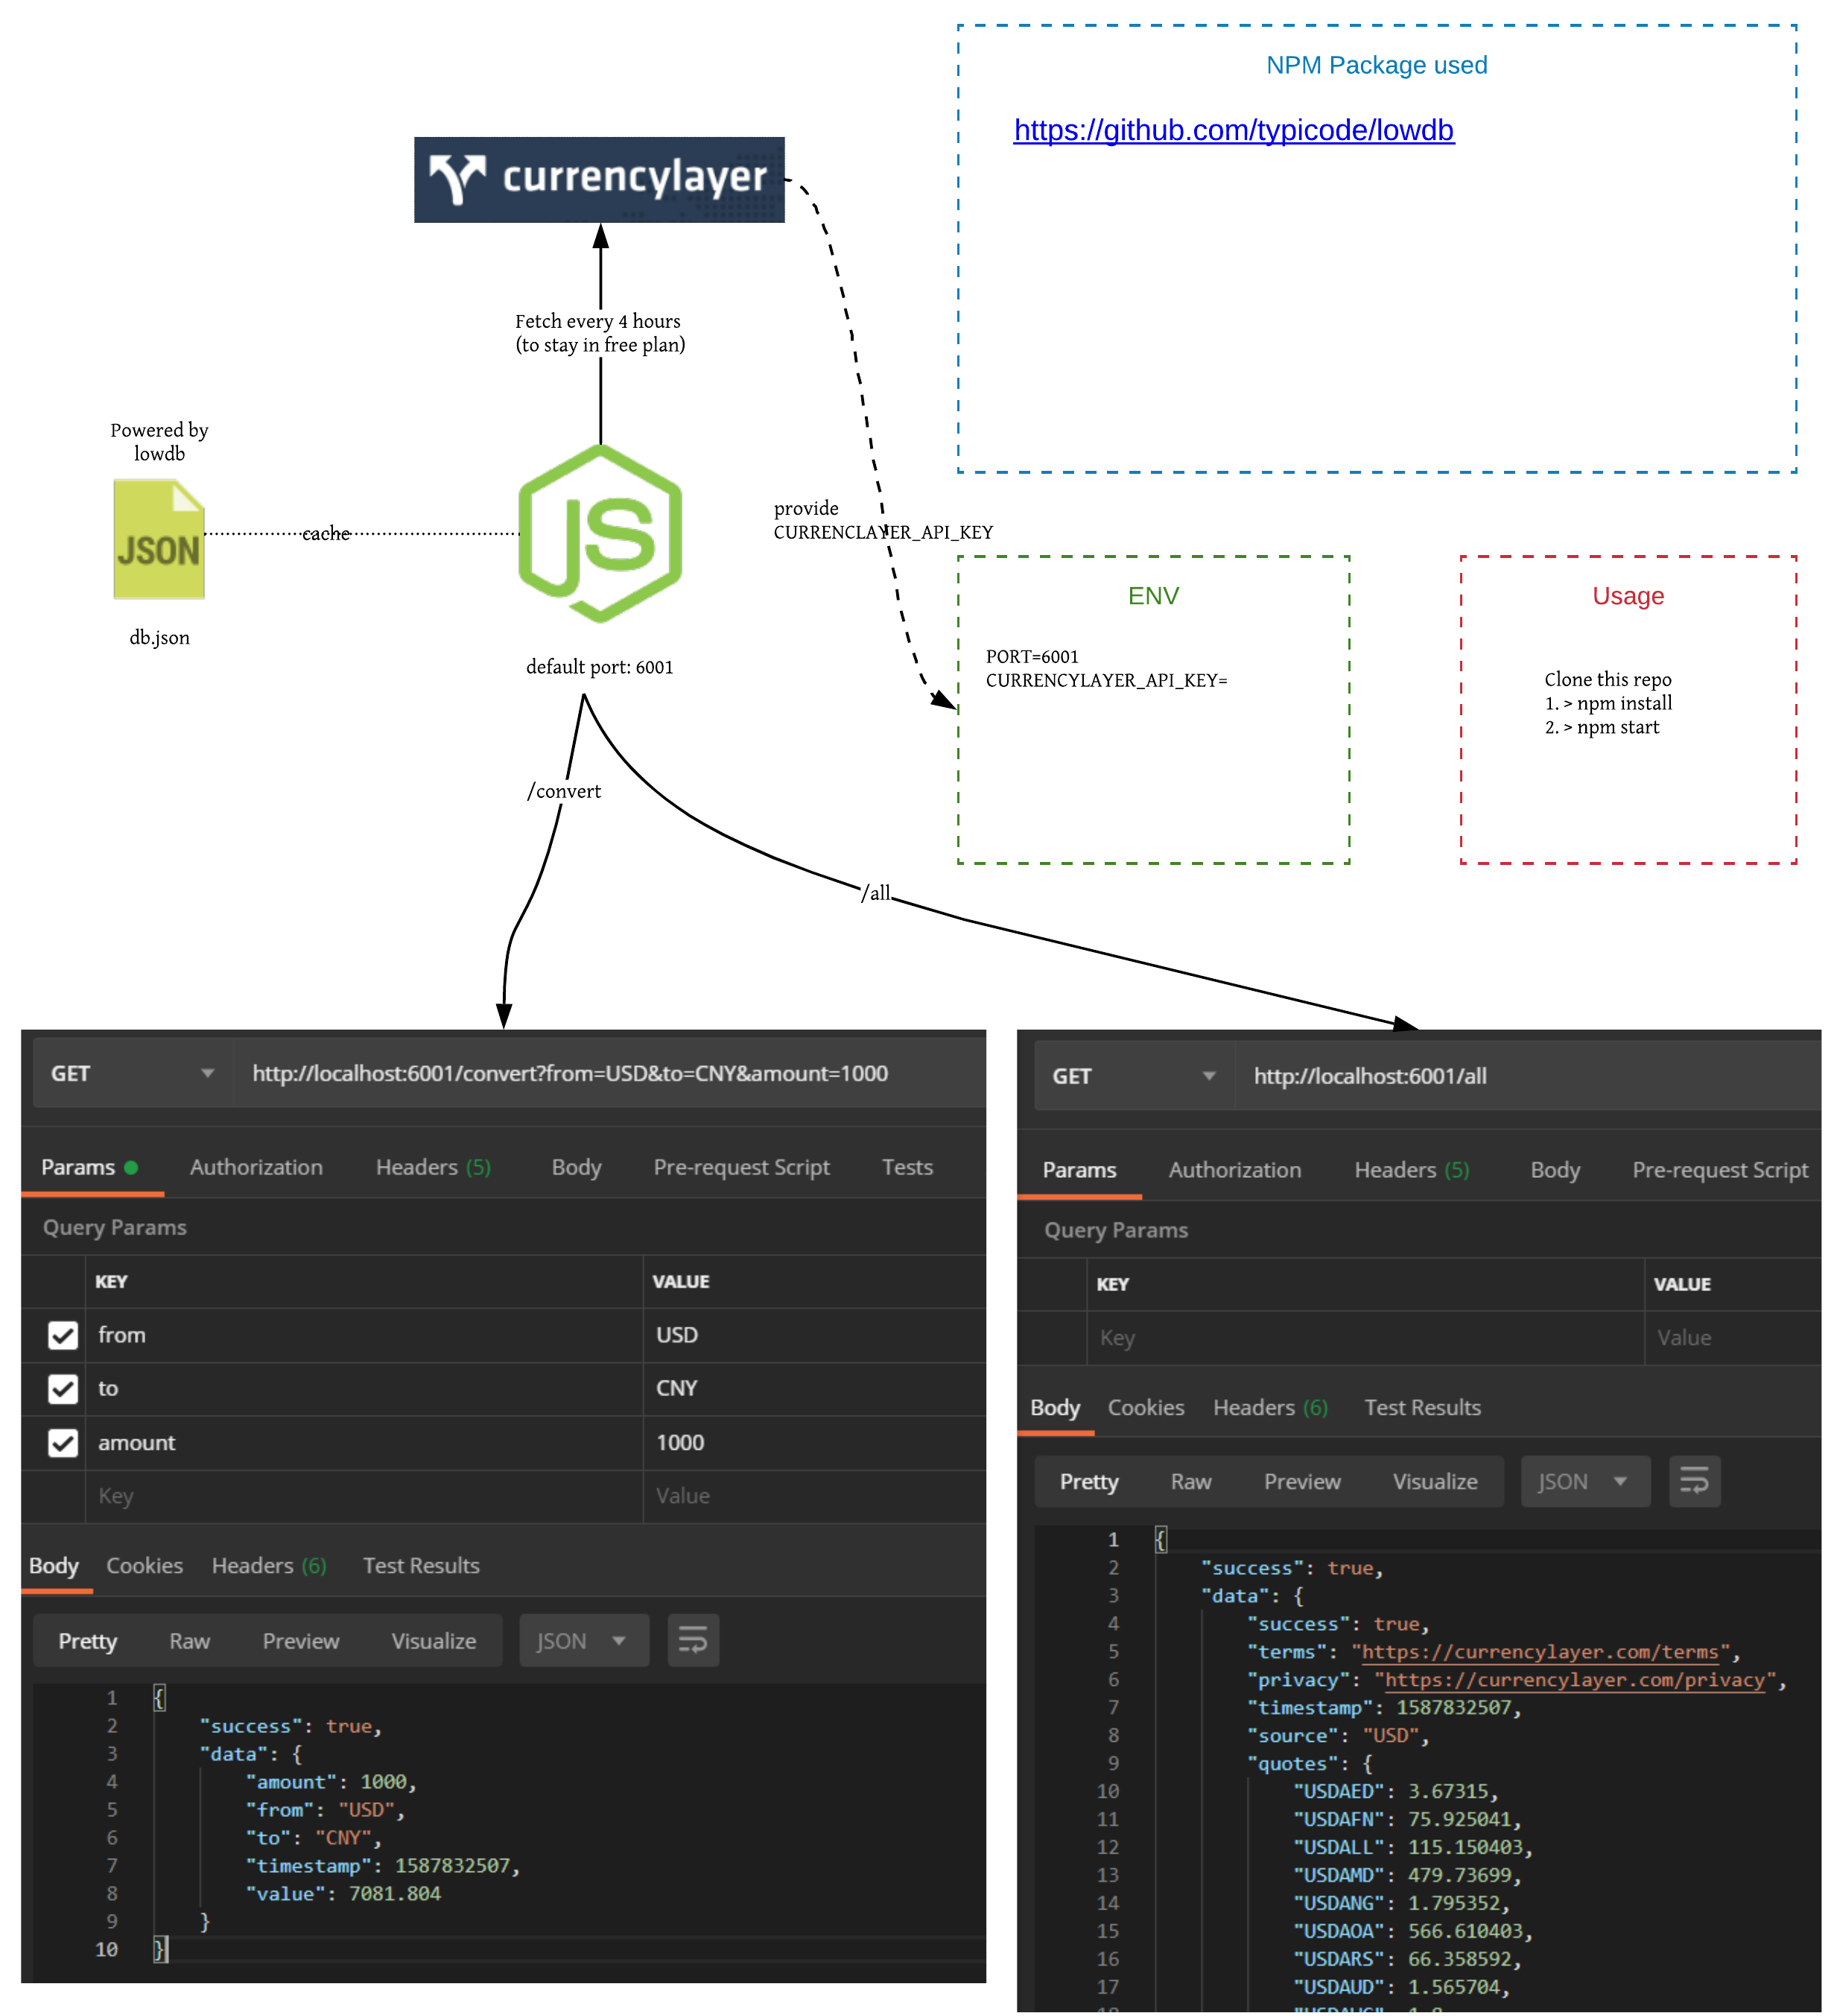 NPM Package used
https://github.com/typicode/lowdb
currencylayer
Fetch every 4 hours
(to stay in free plan)
Powered by
lowdb
JSON
db.json
cache
JS
default port: 6001
provide
CURRENCLAYER_API_KEY
ENV
PORT=6001
CURRENCYLAYER_API_KEY=
Usage
Clone this repo
1. > npm install
2. > npm start
/convert
/all
GET http://localhost:6001/convert?from=USD&to=CNY&amount=1000
Params Authorization Headers (5) Body Pre-request Script Tests
Query Params
KEY VALUE
from USD
to CNY
amount 1000
Key Value
Body Cookies Headers (6) Test Results
Pretty Raw Preview Visualize JSON
1 {
2 "success": true,
3 "data": {
4 "amount": 1000,
5 "from": "USD",
6 "to": "CNY",
7 "timestamp": 1587832507,
8 "value": 7081.804
9 }
10 }
GET http://localhost:6001/all
Params Authorization Headers (5) Body Pre-request Script
Query Params
KEY VALUE
Key Value
Body Cookies Headers (6) Test Results
Pretty Raw Preview Visualize JSON
1 {
2 "success": true,
3 "data": {
4 "success": true,
5 "terms": "https://currencylayer.com/terms",
6 "privacy": "https://currencylayer.com/privacy",
7 "timestamp": 1587832507,
8 "source": "USD",
9 "quotes": {
10 "USDAED": 3.67315,
11 "USDAFN": 75.925041,
12 "USDALL": 115.150403,
13 "USDAMD": 479.73699,
14 "USDANG": 1.795352,
15 "USDAOA": 566.610403,
16 "USDARS": 66.358592,
17 "USDAUD": 1.565704,